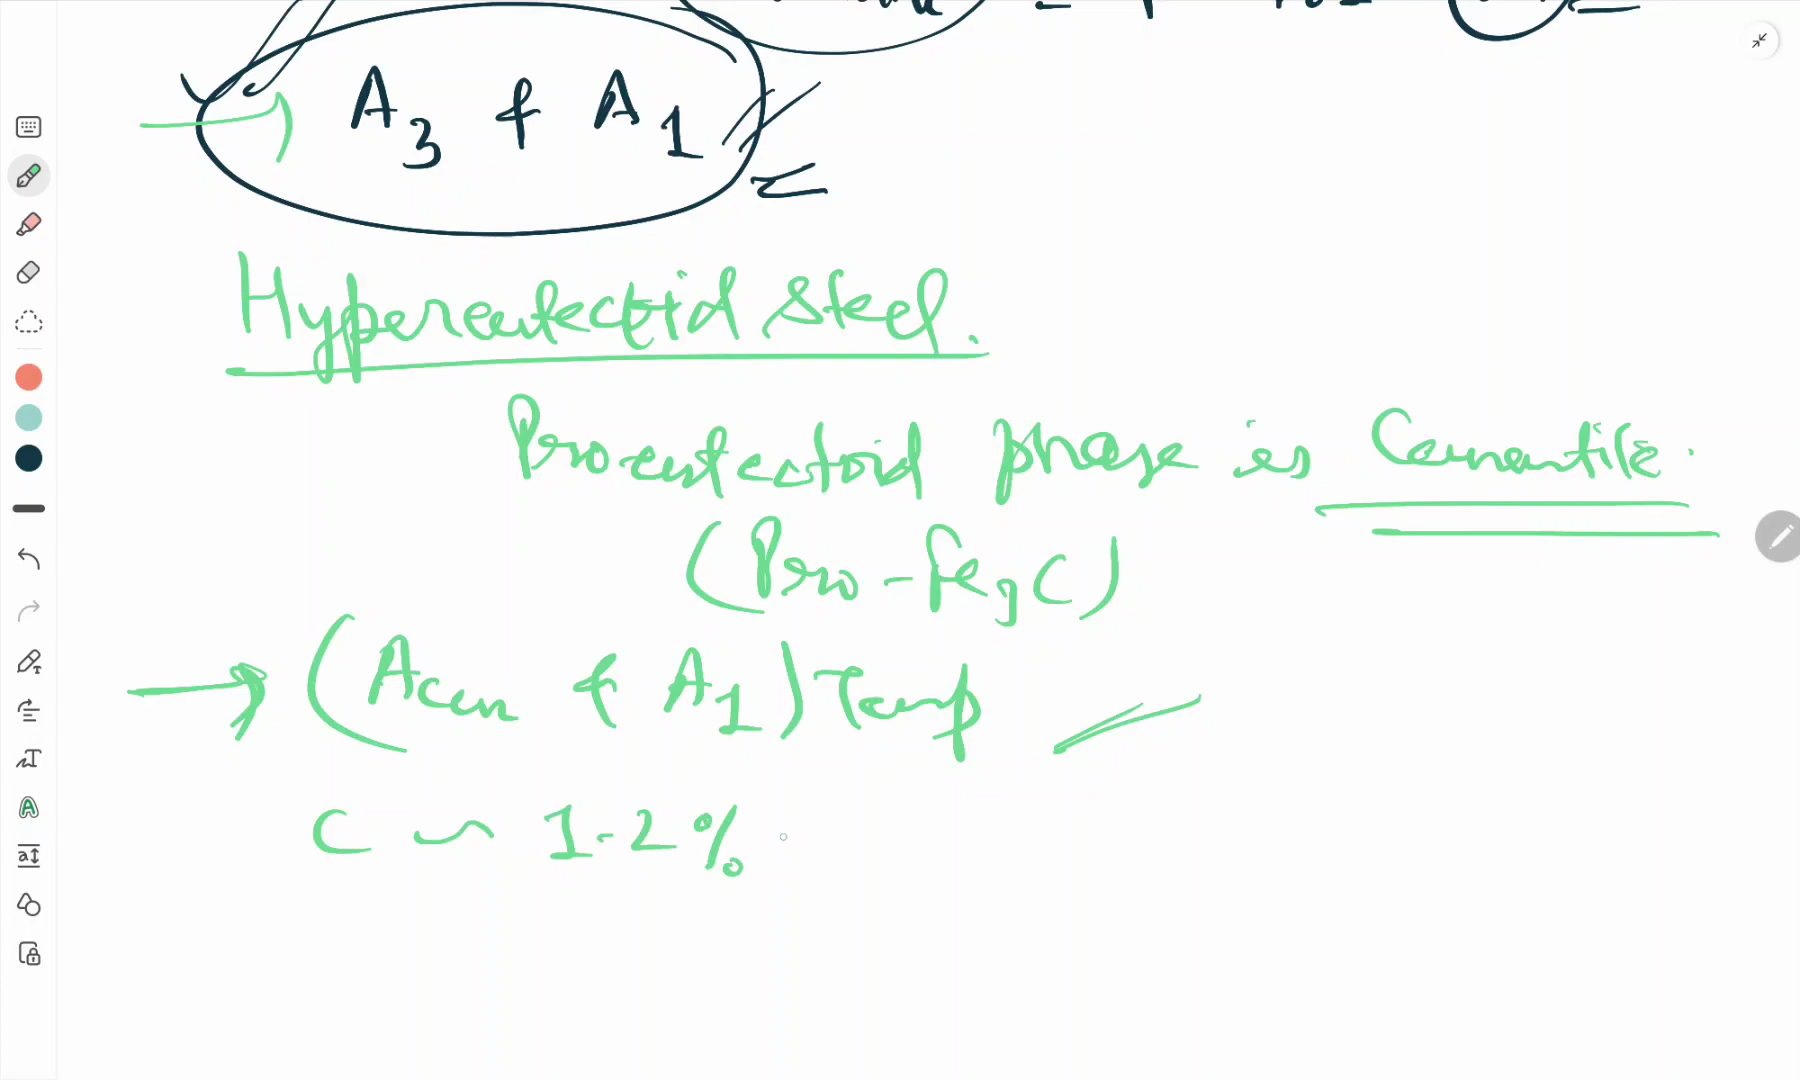 A3 & A1
Hypereutectoid Steel.
Proeutectoid phase is Cementite.
(Pro-Fe3C)
(Acm & A1) Temp
C ~ 1.2%